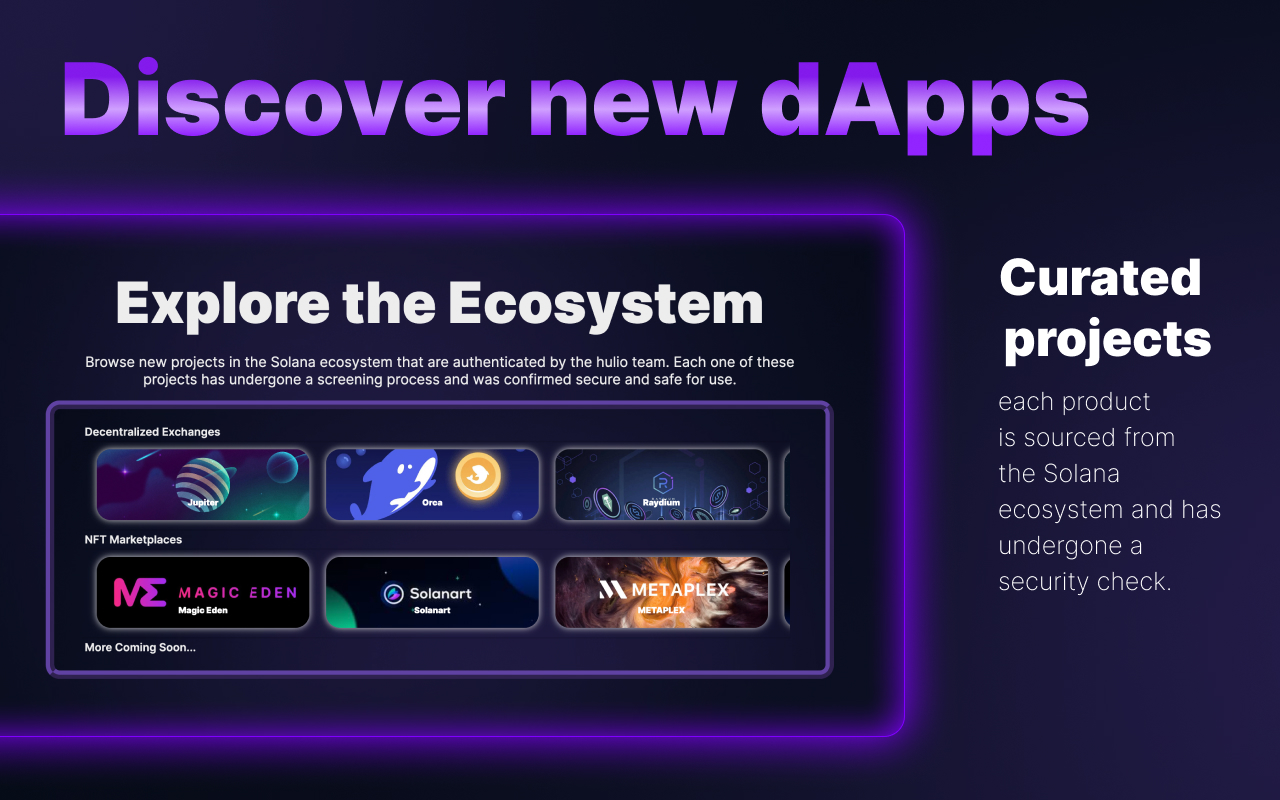 Discover new dApps
Explore the Ecosystem
Browse new projects in the Solana ecosystem that are authenticated by the hulio team. Each one of these
projects has undergone a screening process and was confirmed secure and safe for use.
Decentralized Exchanges
Jupiter
Orca
Raydium
NFT Marketplaces
ME MAGIC EDEN
Magic Eden
Solanart
Solanart
METAPLEX
METAPLEX
More Coming Soon...
Curated
projects
each product
is sourced from
the Solana
ecosystem and has
undergone a
security check.